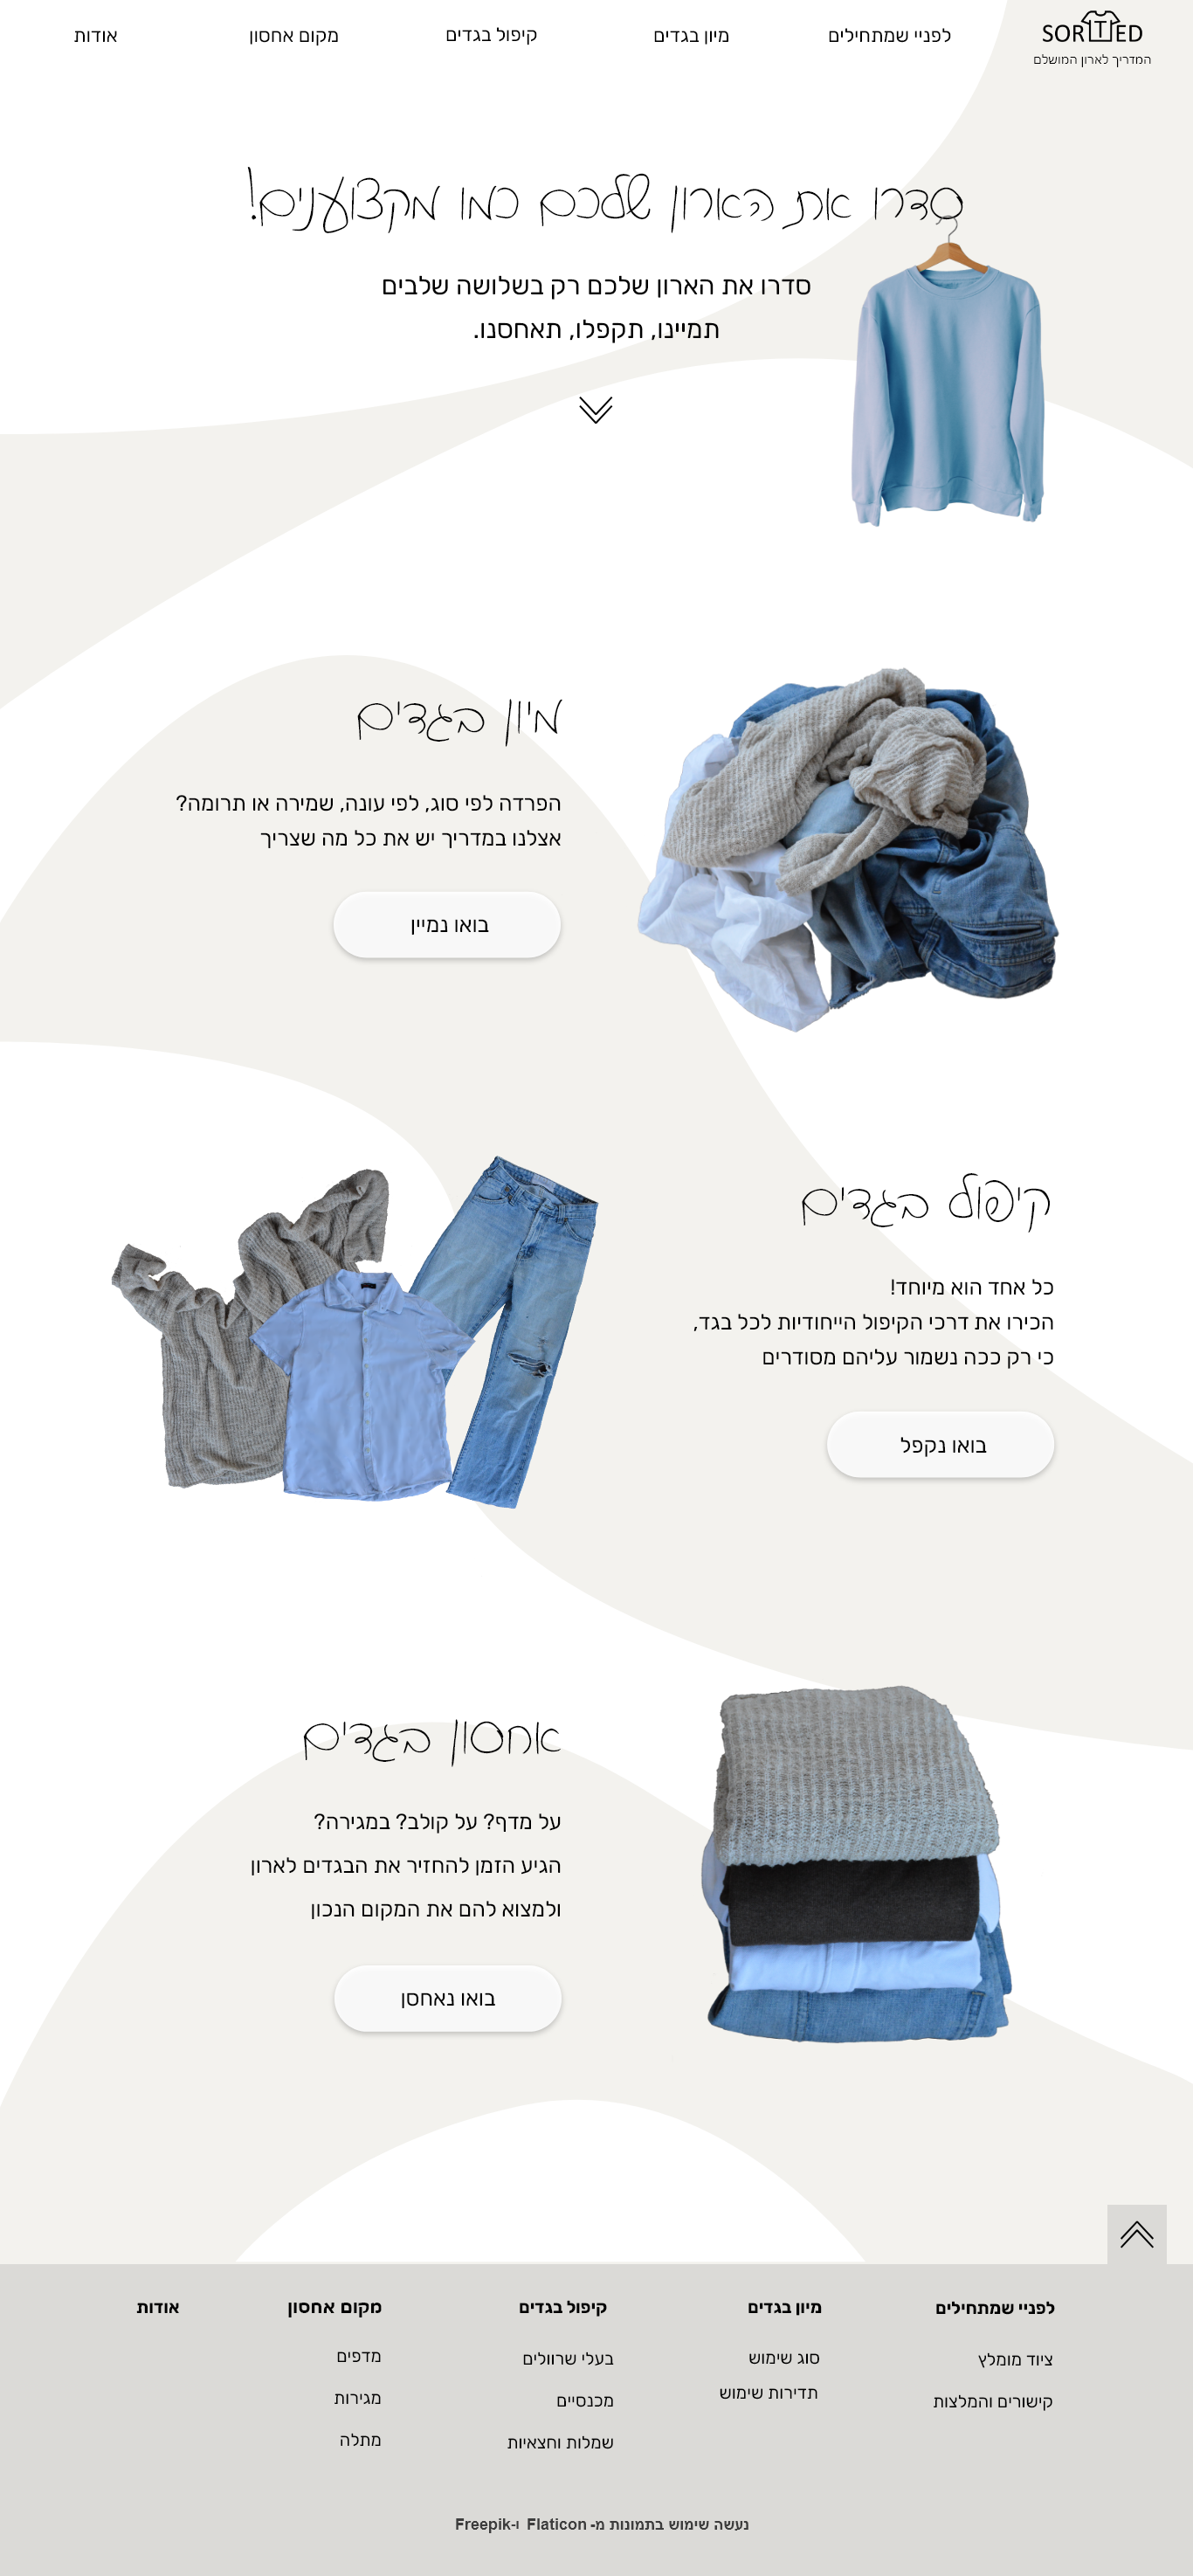 SORTED
המדריך לארון המושלם
לפניי שמתחילים
מיון בגדים
קיפול בגדים
מקום אחסון
אודות
סדרו את הארון שלכם כמו מקצוענים!
סדרו את הארון שלכם רק בשלושה שלבים
תמיינו, תקפלו, תאחסנו.
מיון בגדים
הפרדה לפי סוג, לפי עונה, שמירה או תרומה?
אצלנו במדריך יש את כל מה שצריך
בואו נמיין
קיפול בגדים
כל אחד הוא מיוחד!
הכירו את דרכי הקיפול הייחודיות לכל בגד,
כי רק ככה נשמור עליהם מסודרים
בואו נקפל
אחסון בגדים
על מדף? על קולב? במגירה?
הגיע הזמן להחזיר את הבגדים לארון
ולמצוא להם את המקום הנכון
בואו נאחסן
לפניי שמתחילים
ציוד מומלץ
קישורים והמלצות
מיון בגדים
סוג שימוש
תדירות שימוש
קיפול בגדים
בעלי שרוולים
מכנסיים
שמלות וחצאיות
מקום אחסון
מדפים
מגירות
מתלה
אודות
נעשה שימוש בתמונות מ- Flaticon ו-Freepik